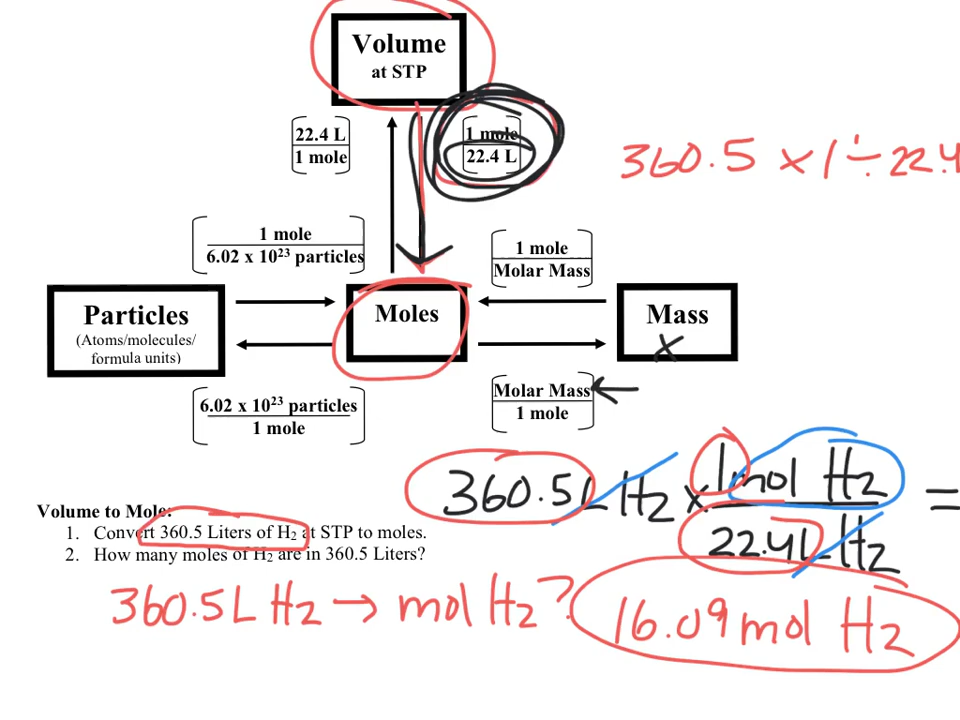 Volume
at STP
22.4 L
1 mole
1 mole
22.4 L
360.5 x 1 ÷ 22.4
1 mole
6.02 x 10²³ particles
1 mole
Molar Mass
Particles
(Atoms/molecules/
formula units)
Moles
Mass
X
6.02 x 10²³ particles
1 mole
Molar Mass
1 mole
360.5L H₂ x 1 mol H₂ =
22.4L H₂
Volume to Mole:
1. Convert 360.5 Liters of H₂ at STP to moles.
2. How many moles of H₂ are in 360.5 Liters?
360.5L H₂ → mol H₂?
16.09 mol H₂